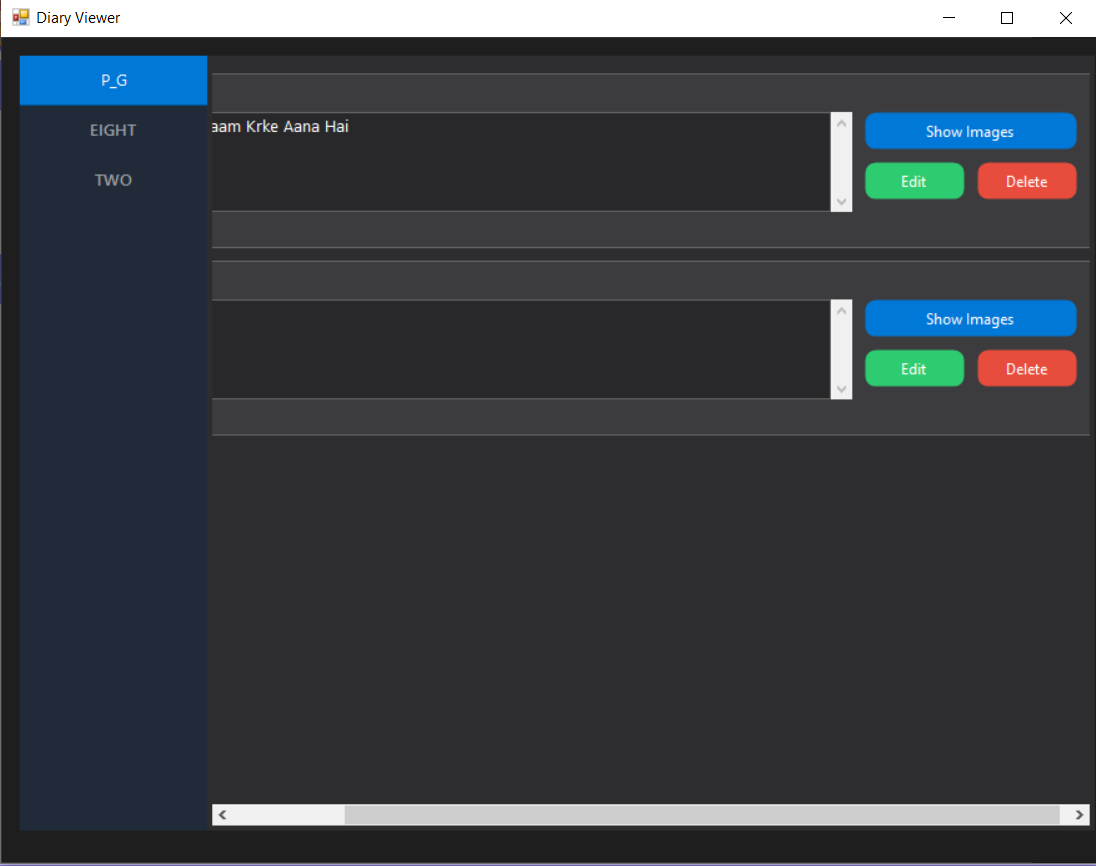 Diary Viewer
P_G
EIGHT
TWO
aam Krke Aana Hai
Show Images
Edit
Delete
Show Images
Edit
Delete